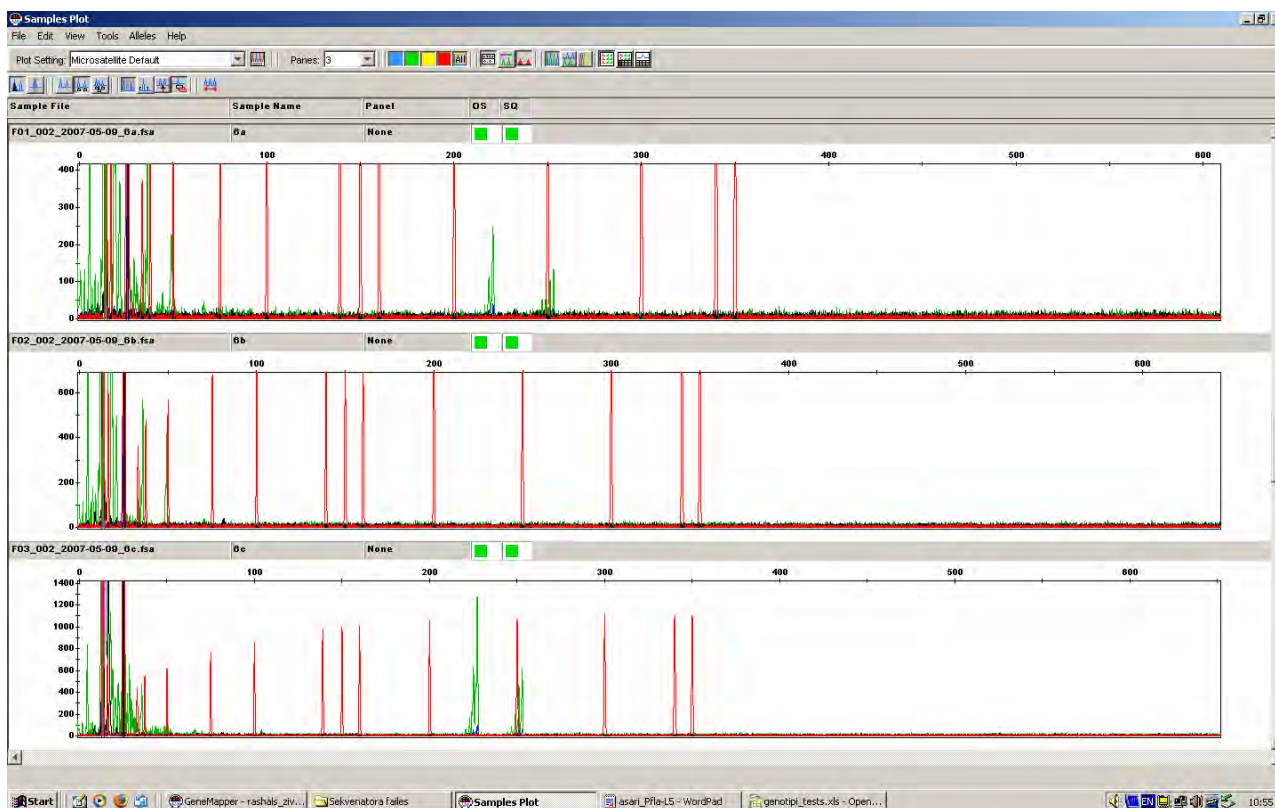 Samples Plot
File Edit View Tools Alleles Help
Plot Setting: Microsatellite Default Panes: 3 All
Sample File Sample Name Panel OS SQ
F01_002_2007-05-09_6a.fsa 6a None
0 100 200 300 400 500 600
400
300
200
100
0
F02_002_2007-05-09_6b.fsa 6b None
0 100 200 300 400 500 600
600
400
200
0
F03_002_2007-05-09_6c.fsa 6c None
0 100 200 300 400 500 600
1400
1200
1000
800
600
400
200
0
Start GeneMapper - rashals_ziv... Sekvenatora failes Samples Plot asari_Pfla-L5 - WordPad genotipi_tests.xls - Open... EN 10:55